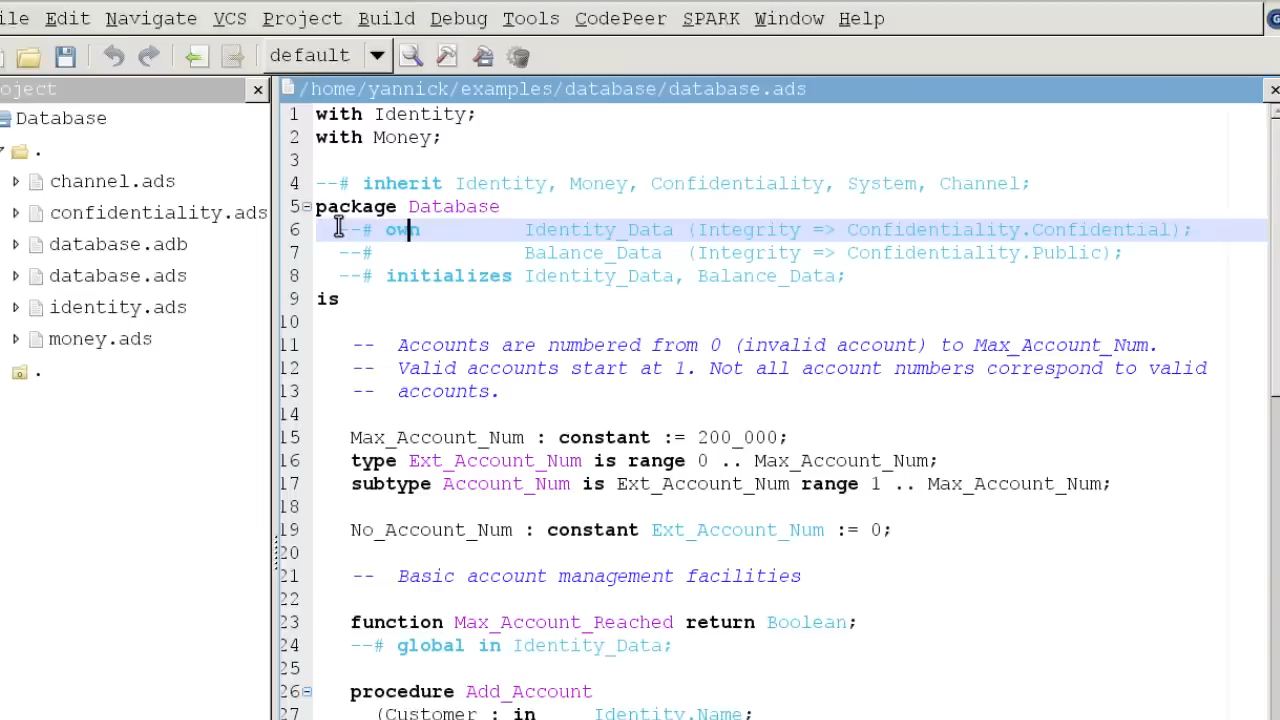 ile Edit Navigate VCS Project Build Debug Tools CodePeer SPARK Window Help
default
oject
/home/yannick/examples/database/database.ads
Database
.
channel.ads
confidentiality.ads
database.adb
database.ads
identity.ads
money.ads
.
1 with Identity;
2 with Money;
3
4 --# inherit Identity, Money, Confidentiality, System, Channel;
5 package Database
6 --# own Identity_Data (Integrity => Confidentiality.Confidential);
7 --# Balance_Data (Integrity => Confidentiality.Public);
8 --# initializes Identity_Data, Balance_Data;
9 is
10
11 -- Accounts are numbered from 0 (invalid account) to Max_Account_Num.
12 -- Valid accounts start at 1. Not all account numbers correspond to valid
13 -- accounts.
14
15 Max_Account_Num : constant := 200_000;
16 type Ext_Account_Num is range 0 .. Max_Account_Num;
17 subtype Account_Num is Ext_Account_Num range 1 .. Max_Account_Num;
18
19 No_Account_Num : constant Ext_Account_Num := 0;
20
21 -- Basic account management facilities
22
23 function Max_Account_Reached return Boolean;
24 --# global in Identity_Data;
25
26 procedure Add_Account
27 (Customer : in Identity.Name;